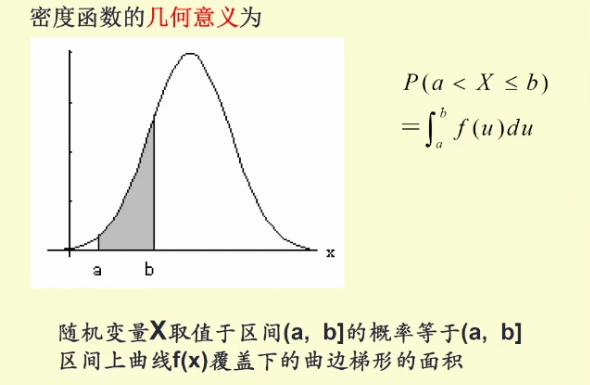 密度函数的几何意义为
P(a < X ≤ b)
=∫_a^b f(u)du
x
a b
随机变量X取值于区间(a, b]的概率等于(a, b]
区间上曲线f(x)覆盖下的曲边梯形的面积